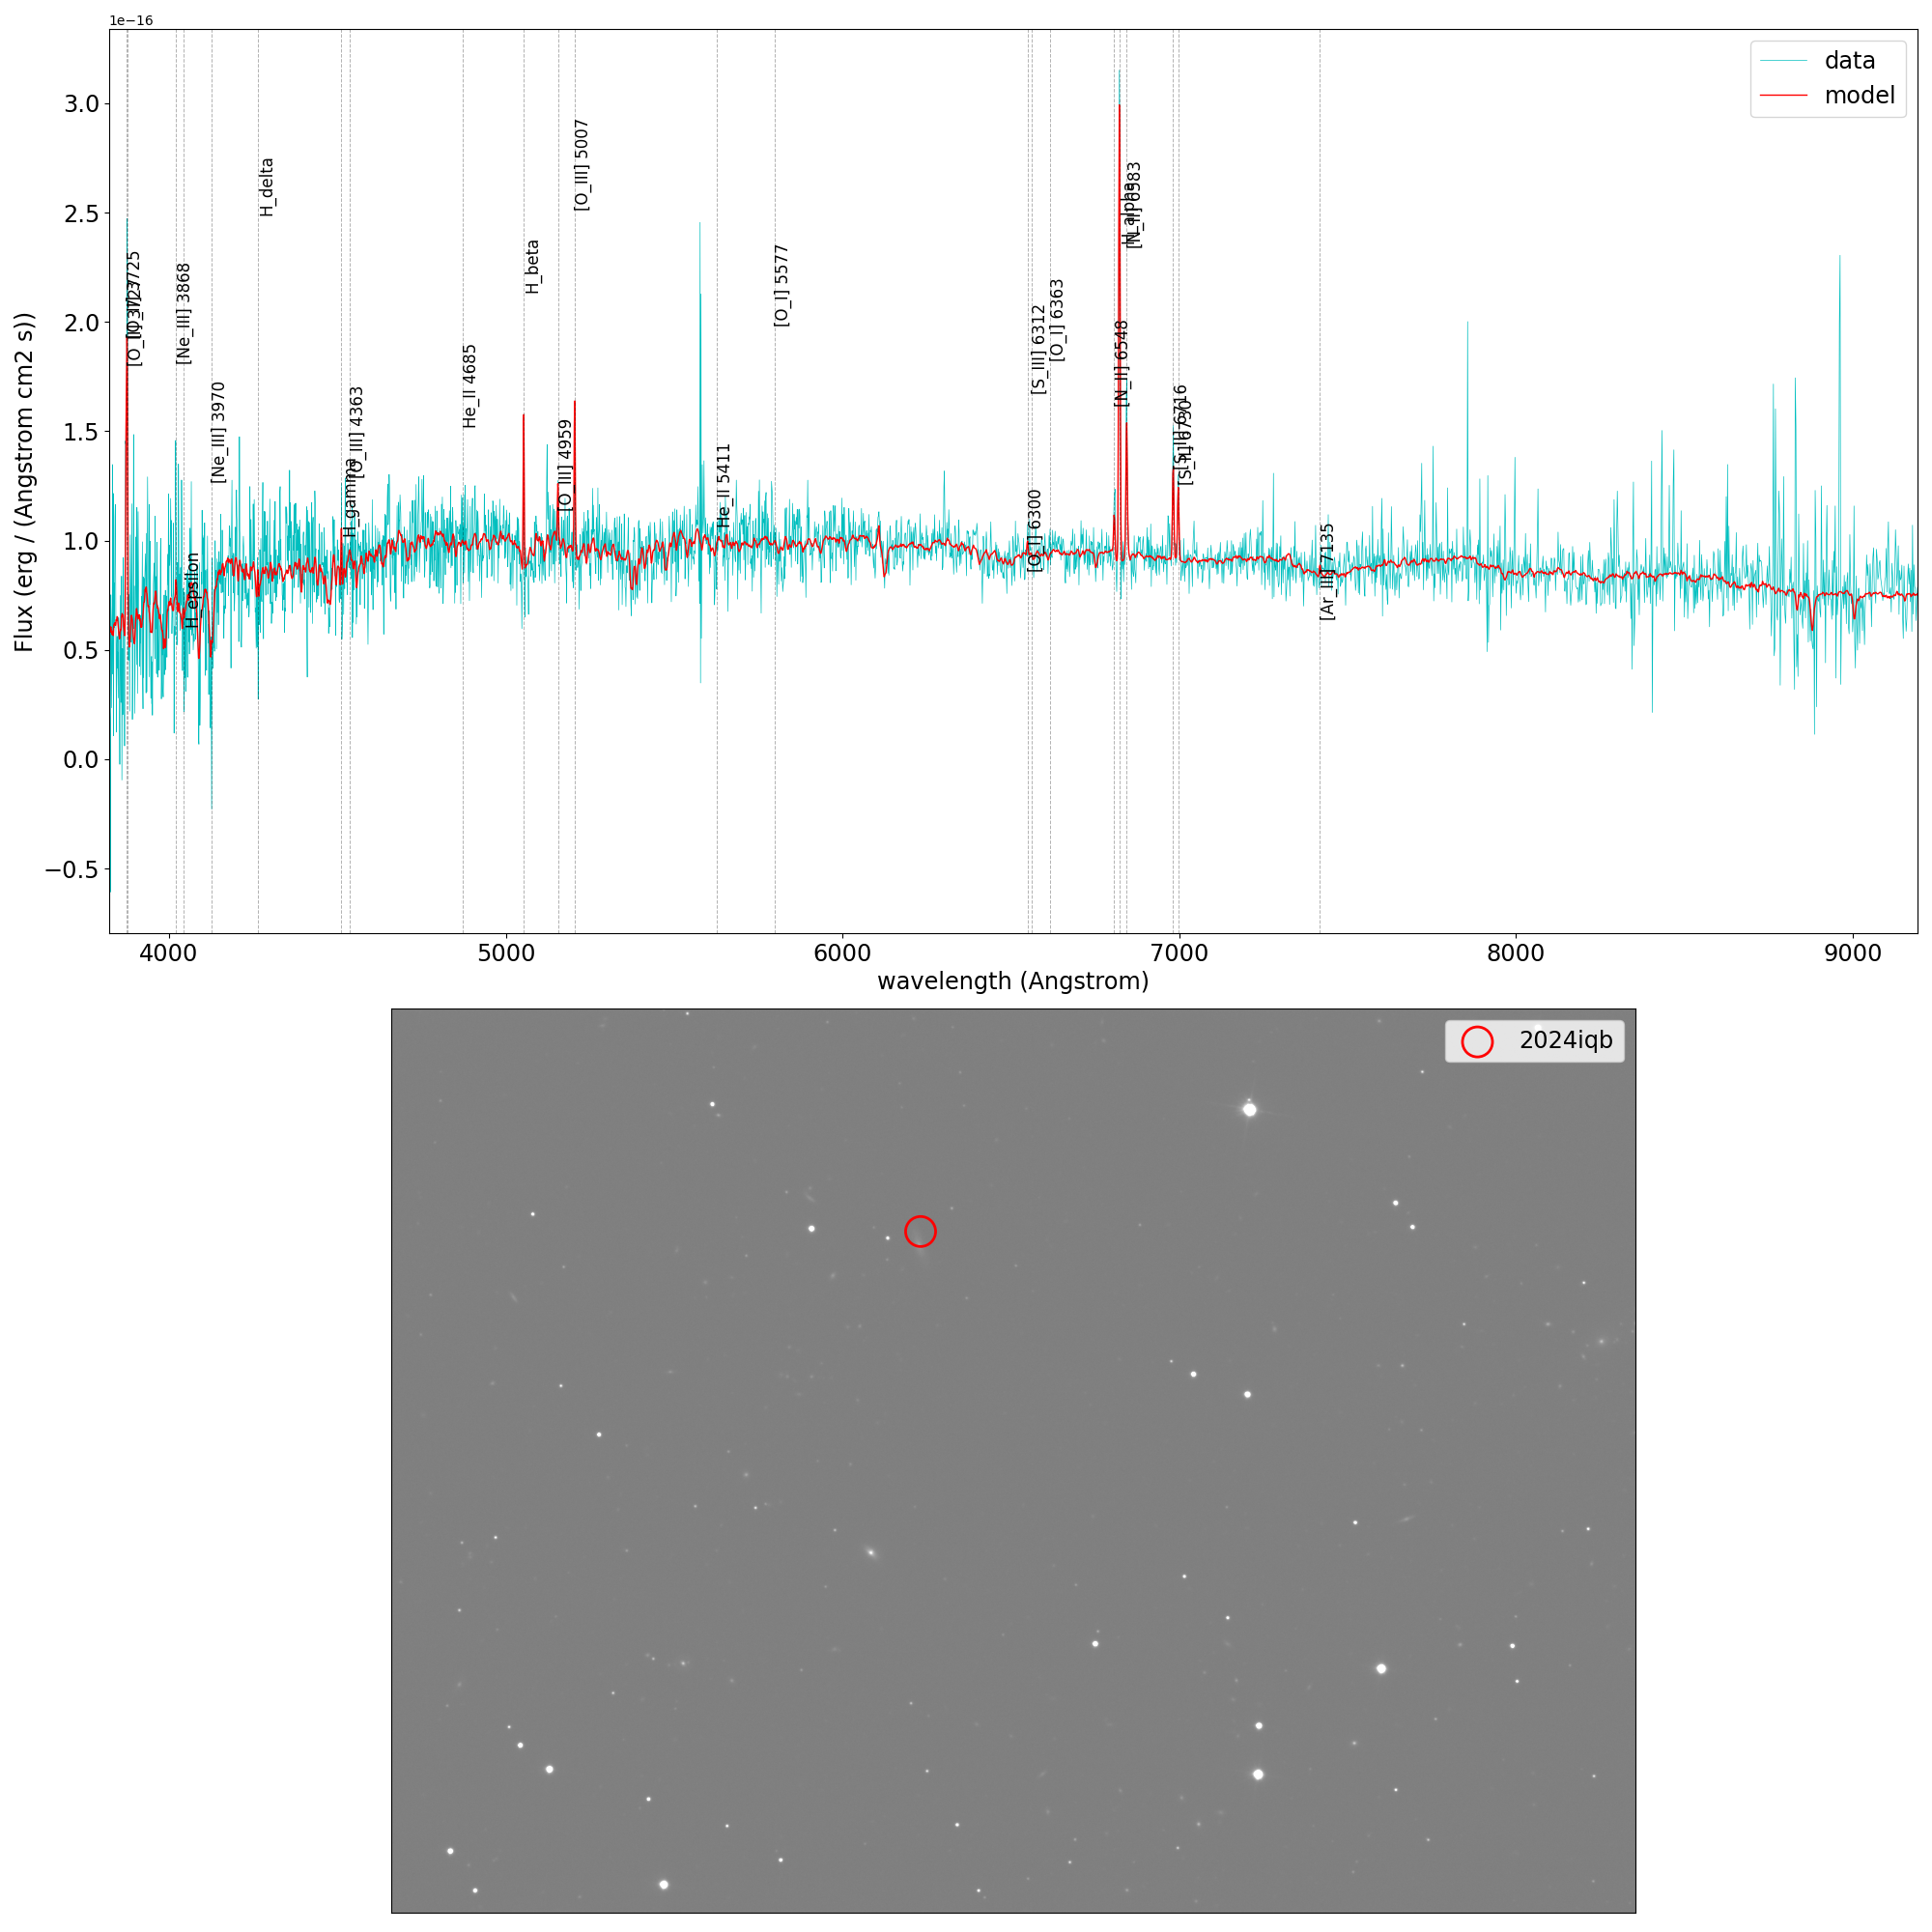 1e−16
data
model
3.0
2.5
2.0
1.5
1.0
0.5
0.0
−0.5
Flux (erg / (Angstrom cm2 s))
[Ne_III] 3868
[Ne_III] 3970
H_epsilon
H_delta
H_gamma
[O_III] 4363
He_II 4685
H_beta
[O_III] 4959
[O_III] 5007
He_II 5411
[O_I] 5577
[O_I] 6300
[S_III] 6312
[O_I] 6363
[N_II] 6548
H_alpha
[N_II] 6583
[S_II] 6716
[Ar_III] 7135
4000
5000
6000
7000
8000
9000
wavelength (Angstrom)
2024iqb